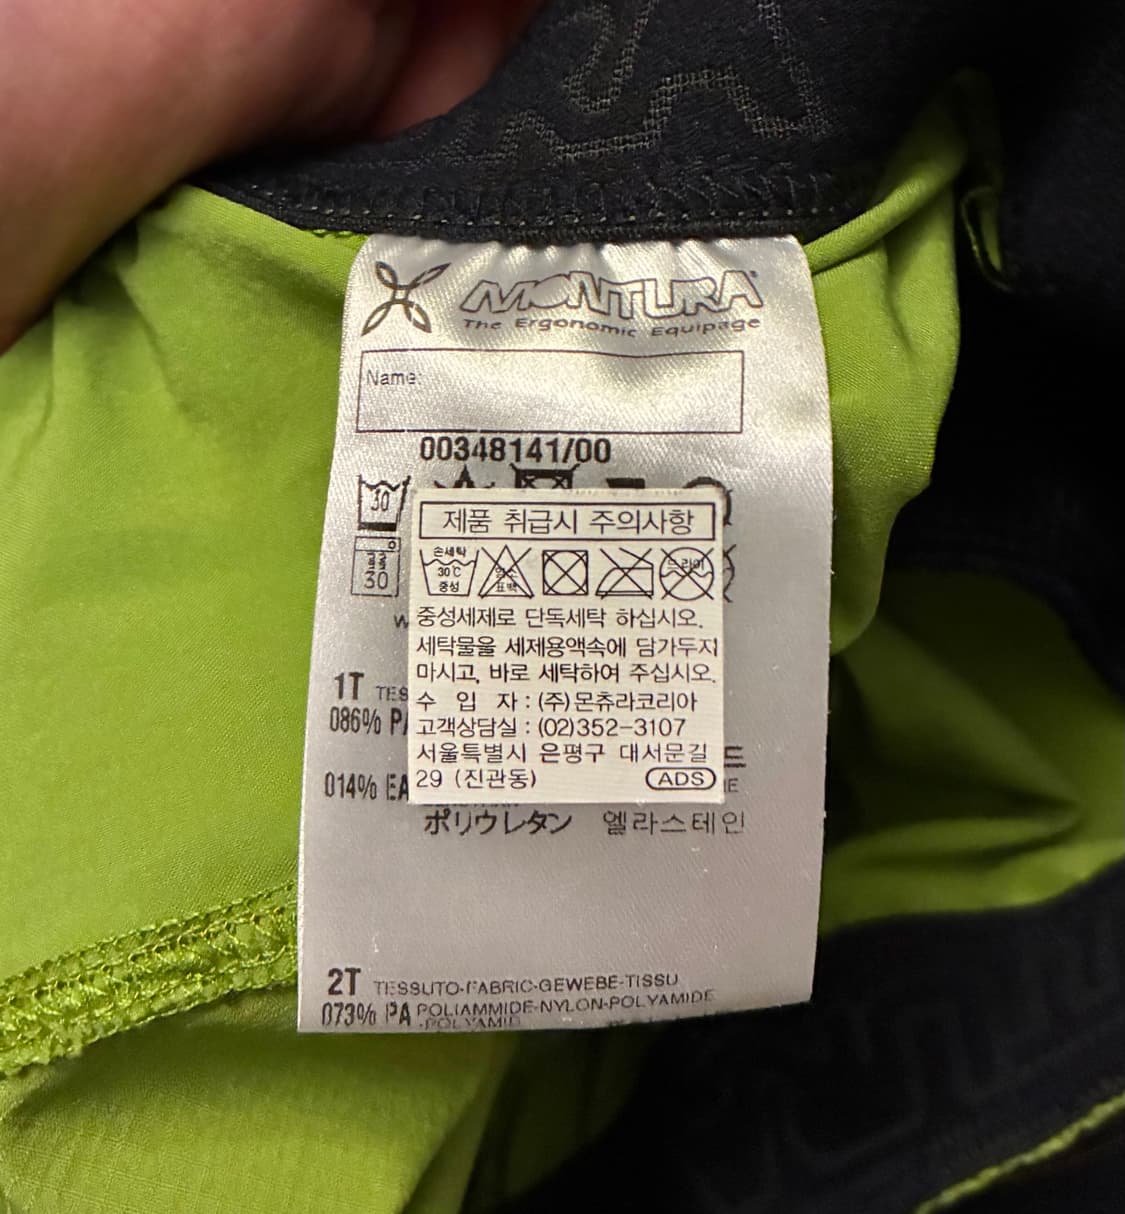 MONTURA
The Ergonomic Equipage
Name:
00348141/00
30
30
제품 취급시 주의사항
손세탁
30℃
중성
염소
표백
드라이
중성세제로 단독세탁 하십시오.
세탁물을 세제용액속에 담가두지
마시고, 바로 세탁하여 주십시오.
수 입 자 : (주)몬츄라코리아
고객상담실 : (02)352-3107
서울특별시 은평구 대서문길
29 (진관동)
ADS
1T
086%
014%
ポリウレタン 엘라스테인
2T TESSUTO-FABRIC-GEWEBE-TISSU
073% PA POLIAMMIDE-NYLON-POLYAMIDE